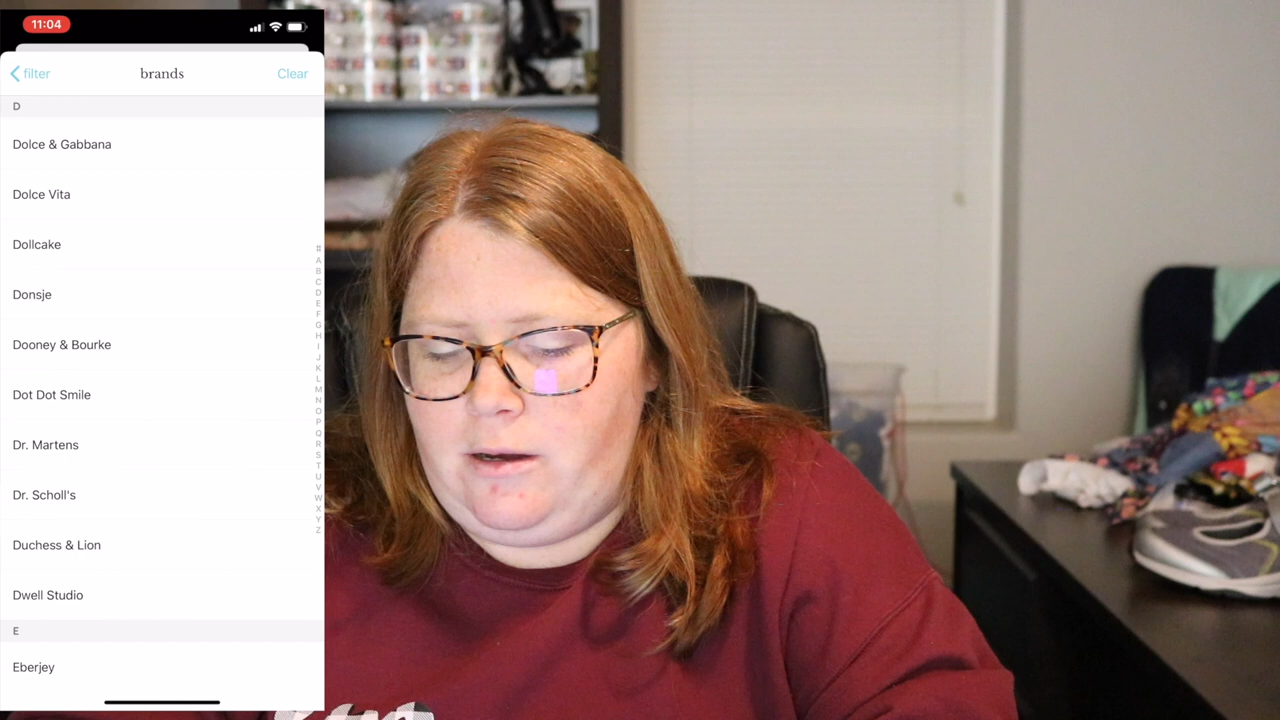 11:04
filter
brands
Clear
D
Dolce & Gabbana
Dolce Vita
Dollcake
Donsje
Dooney & Bourke
Dot Dot Smile
Dr. Martens
Dr. Scholl's
Duchess & Lion
Dwell Studio
E
Eberjey
#
A
B
C
D
E
F
G
H
I
J
K
L
M
N
O
P
Q
R
S
T
U
V
W
X
Y
Z